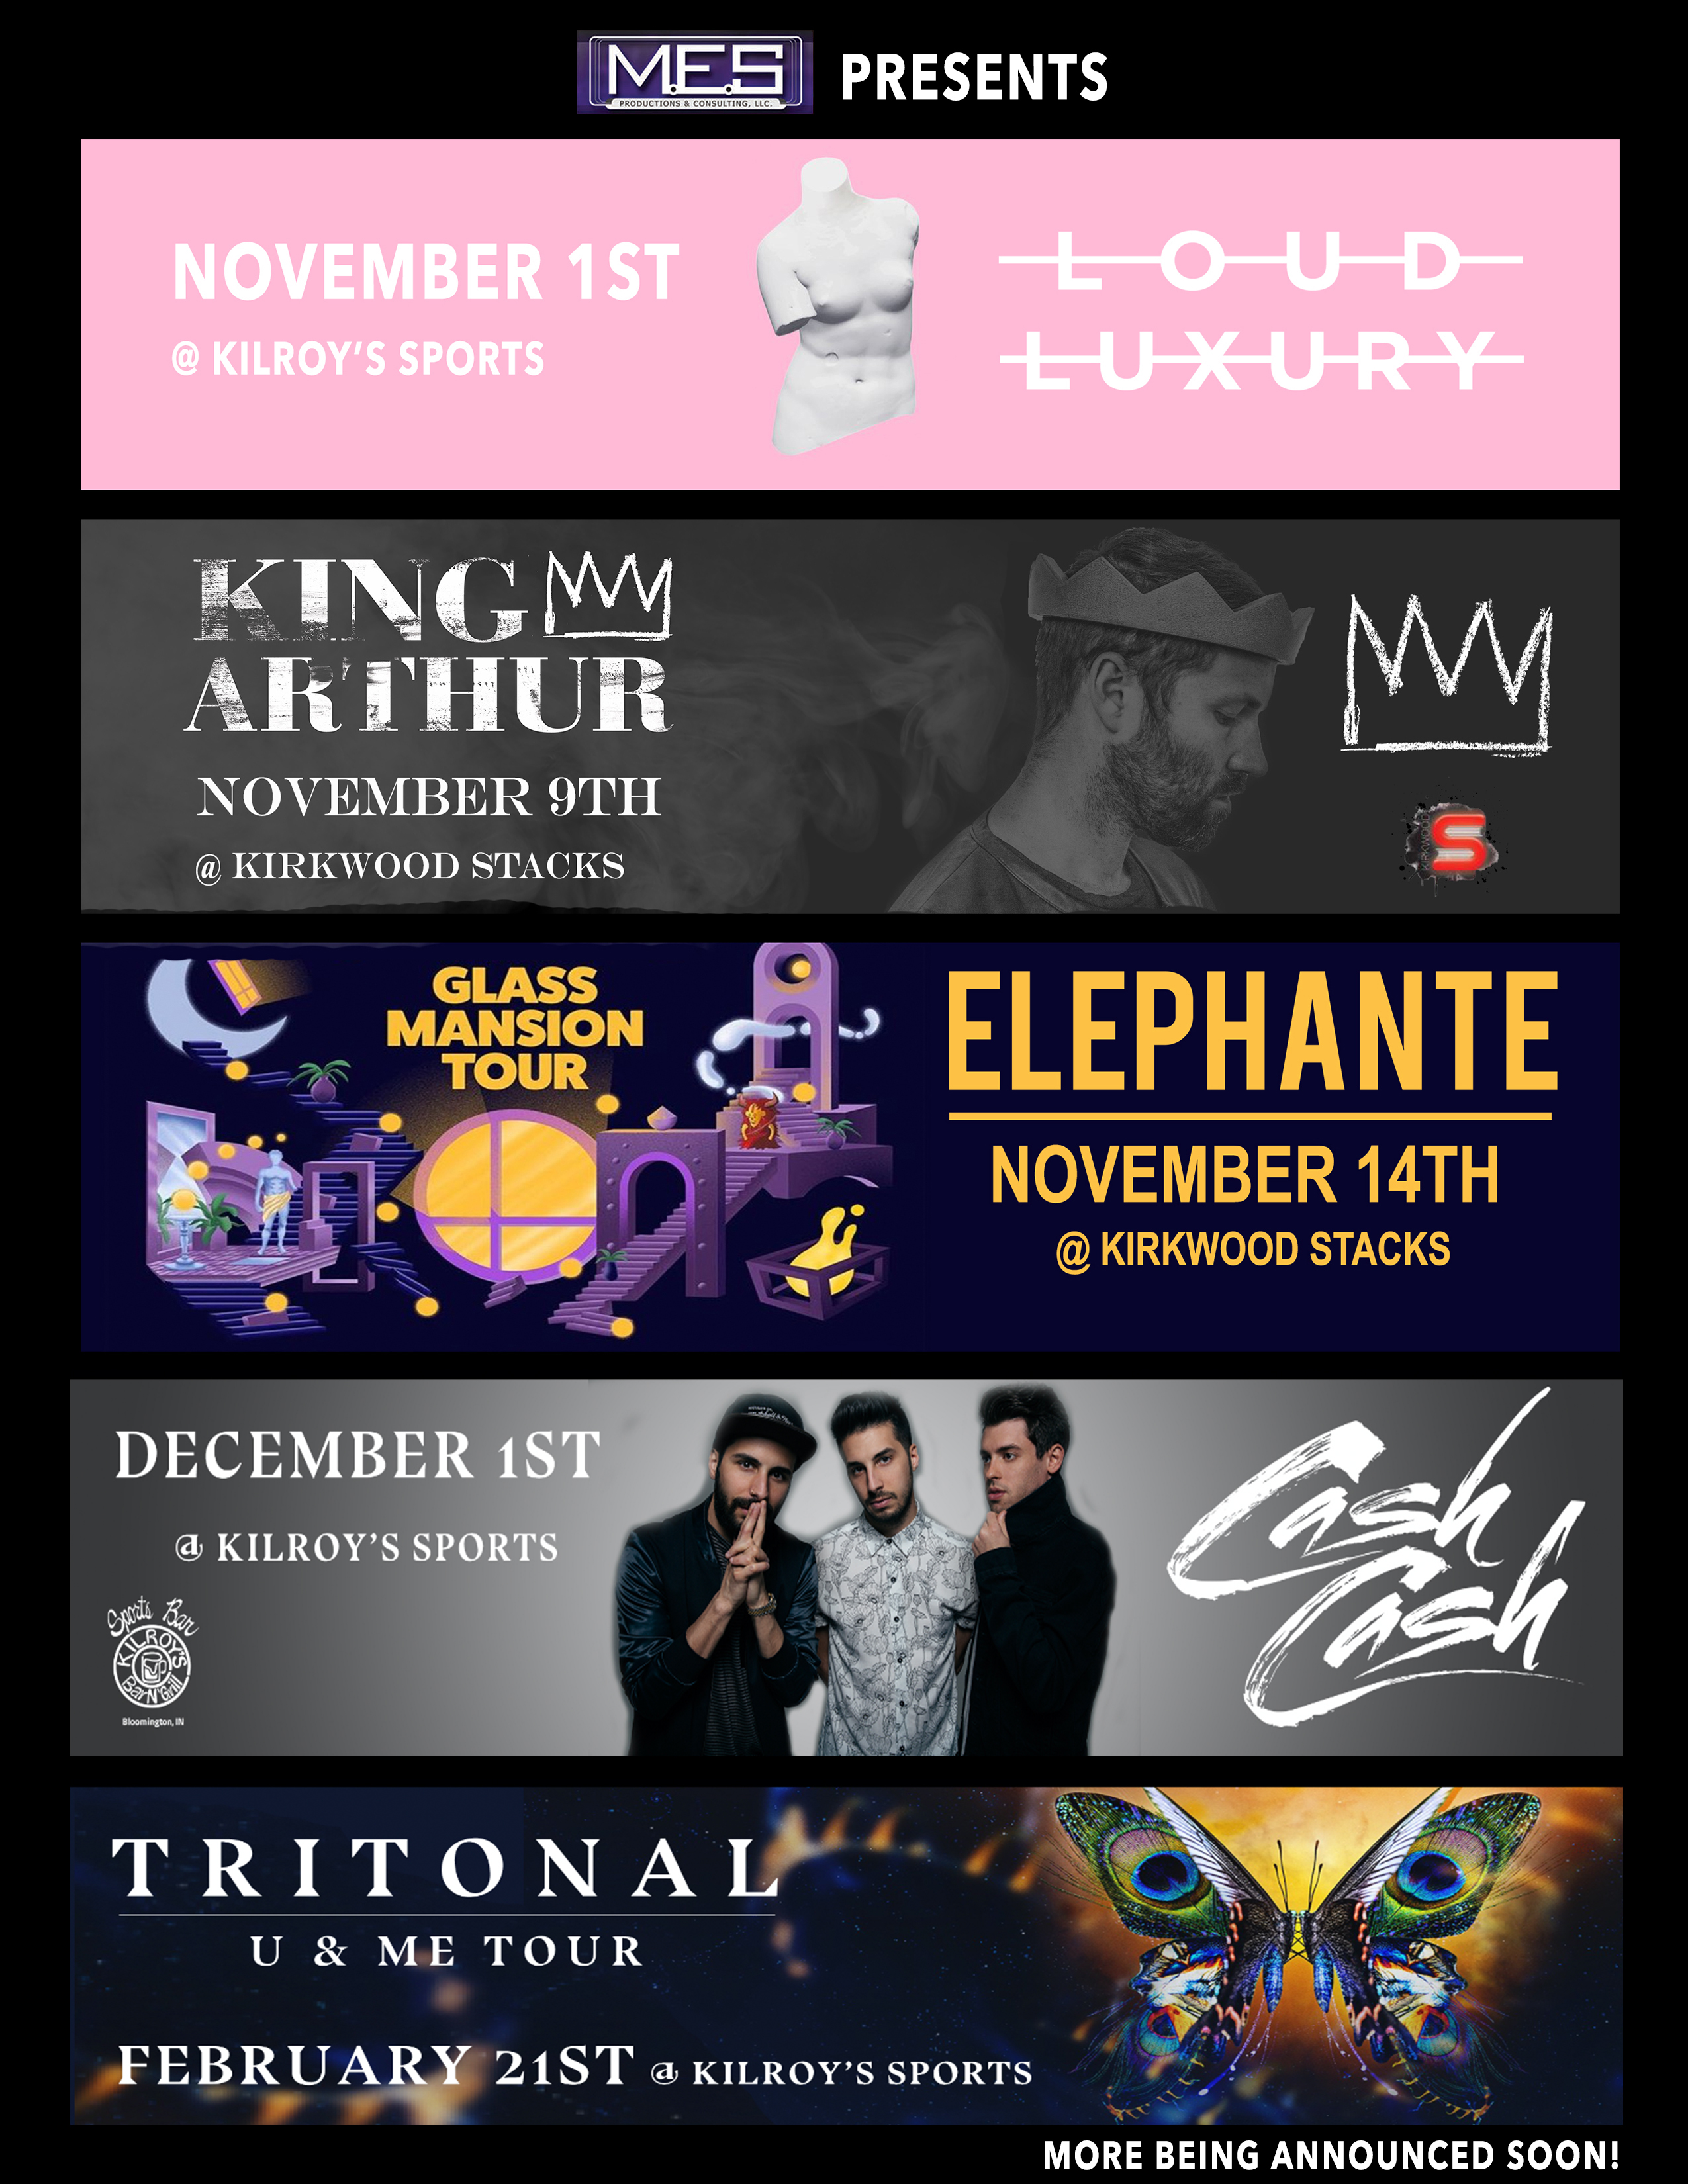 M.E.S
PRODUCTIONS & CONSULTING, LLC.
PRESENTS
NOVEMBER 1ST
@ KILROY'S SPORTS
LOUD
LUXURY
KING
ARTHUR
NOVEMBER 9TH
@ KIRKWOOD STACKS
KIRKWOOD
S
GLASS
MANSION
TOUR
ELEPHANTE
NOVEMBER 14TH
@ KIRKWOOD STACKS
DECEMBER 1ST
@ KILROY'S SPORTS
Sports Bar
KILROY'S
Bar N' Grill
Bloomington, IN
Cash
Cash
TRITONAL
U & ME TOUR
FEBRUARY 21ST @ KILROY'S SPORTS
MORE BEING ANNOUNCED SOON!